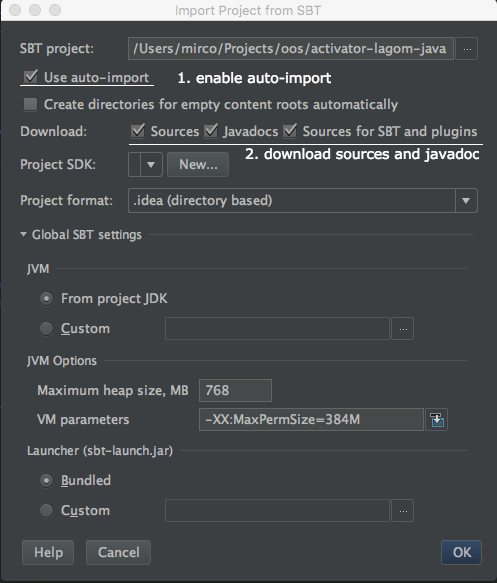 Import Project from SBT
SBT project: /Users/mirco/Projects/oos/activator-lagom-java ...
Use auto-import 1. enable auto-import
Create directories for empty content roots automatically
Download: Sources Javadocs Sources for SBT and plugins
2. download sources and javadoc
Project SDK: New...
Project format: .idea (directory based)
Global SBT settings
JVM
From project JDK
Custom ...
JVM Options
Maximum heap size, MB 768
VM parameters -XX:MaxPermSize=384M
Launcher (sbt-launch.jar)
Bundled
Custom ...
Help Cancel OK